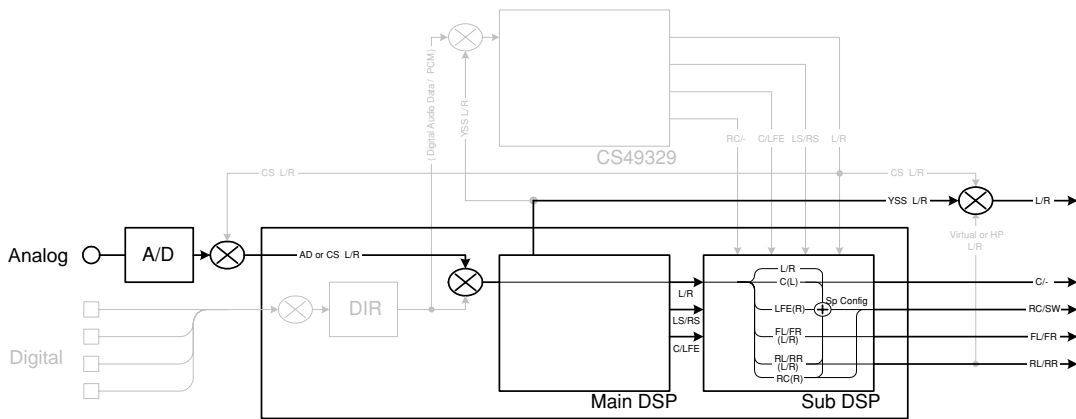 ( Digital Audio Data / PCM )
YSS L/R
CS49329
RC/-
C/LFE
LS/RS
L/R
CS L/R
CS L/R
YSS L/R
L/R
Virtual or HP
L/R
Analog
A/D
AD or CS L/R
DIR
Digital
L/R
LS/RS
C/LFE
Main DSP
L/R
C(L)
Sp Config
LFE(R)
FL/FR
(L/R)
RL/RR
(L/R)
RC(R)
Sub DSP
C/-
RC/SW
FL/FR
RL/RR